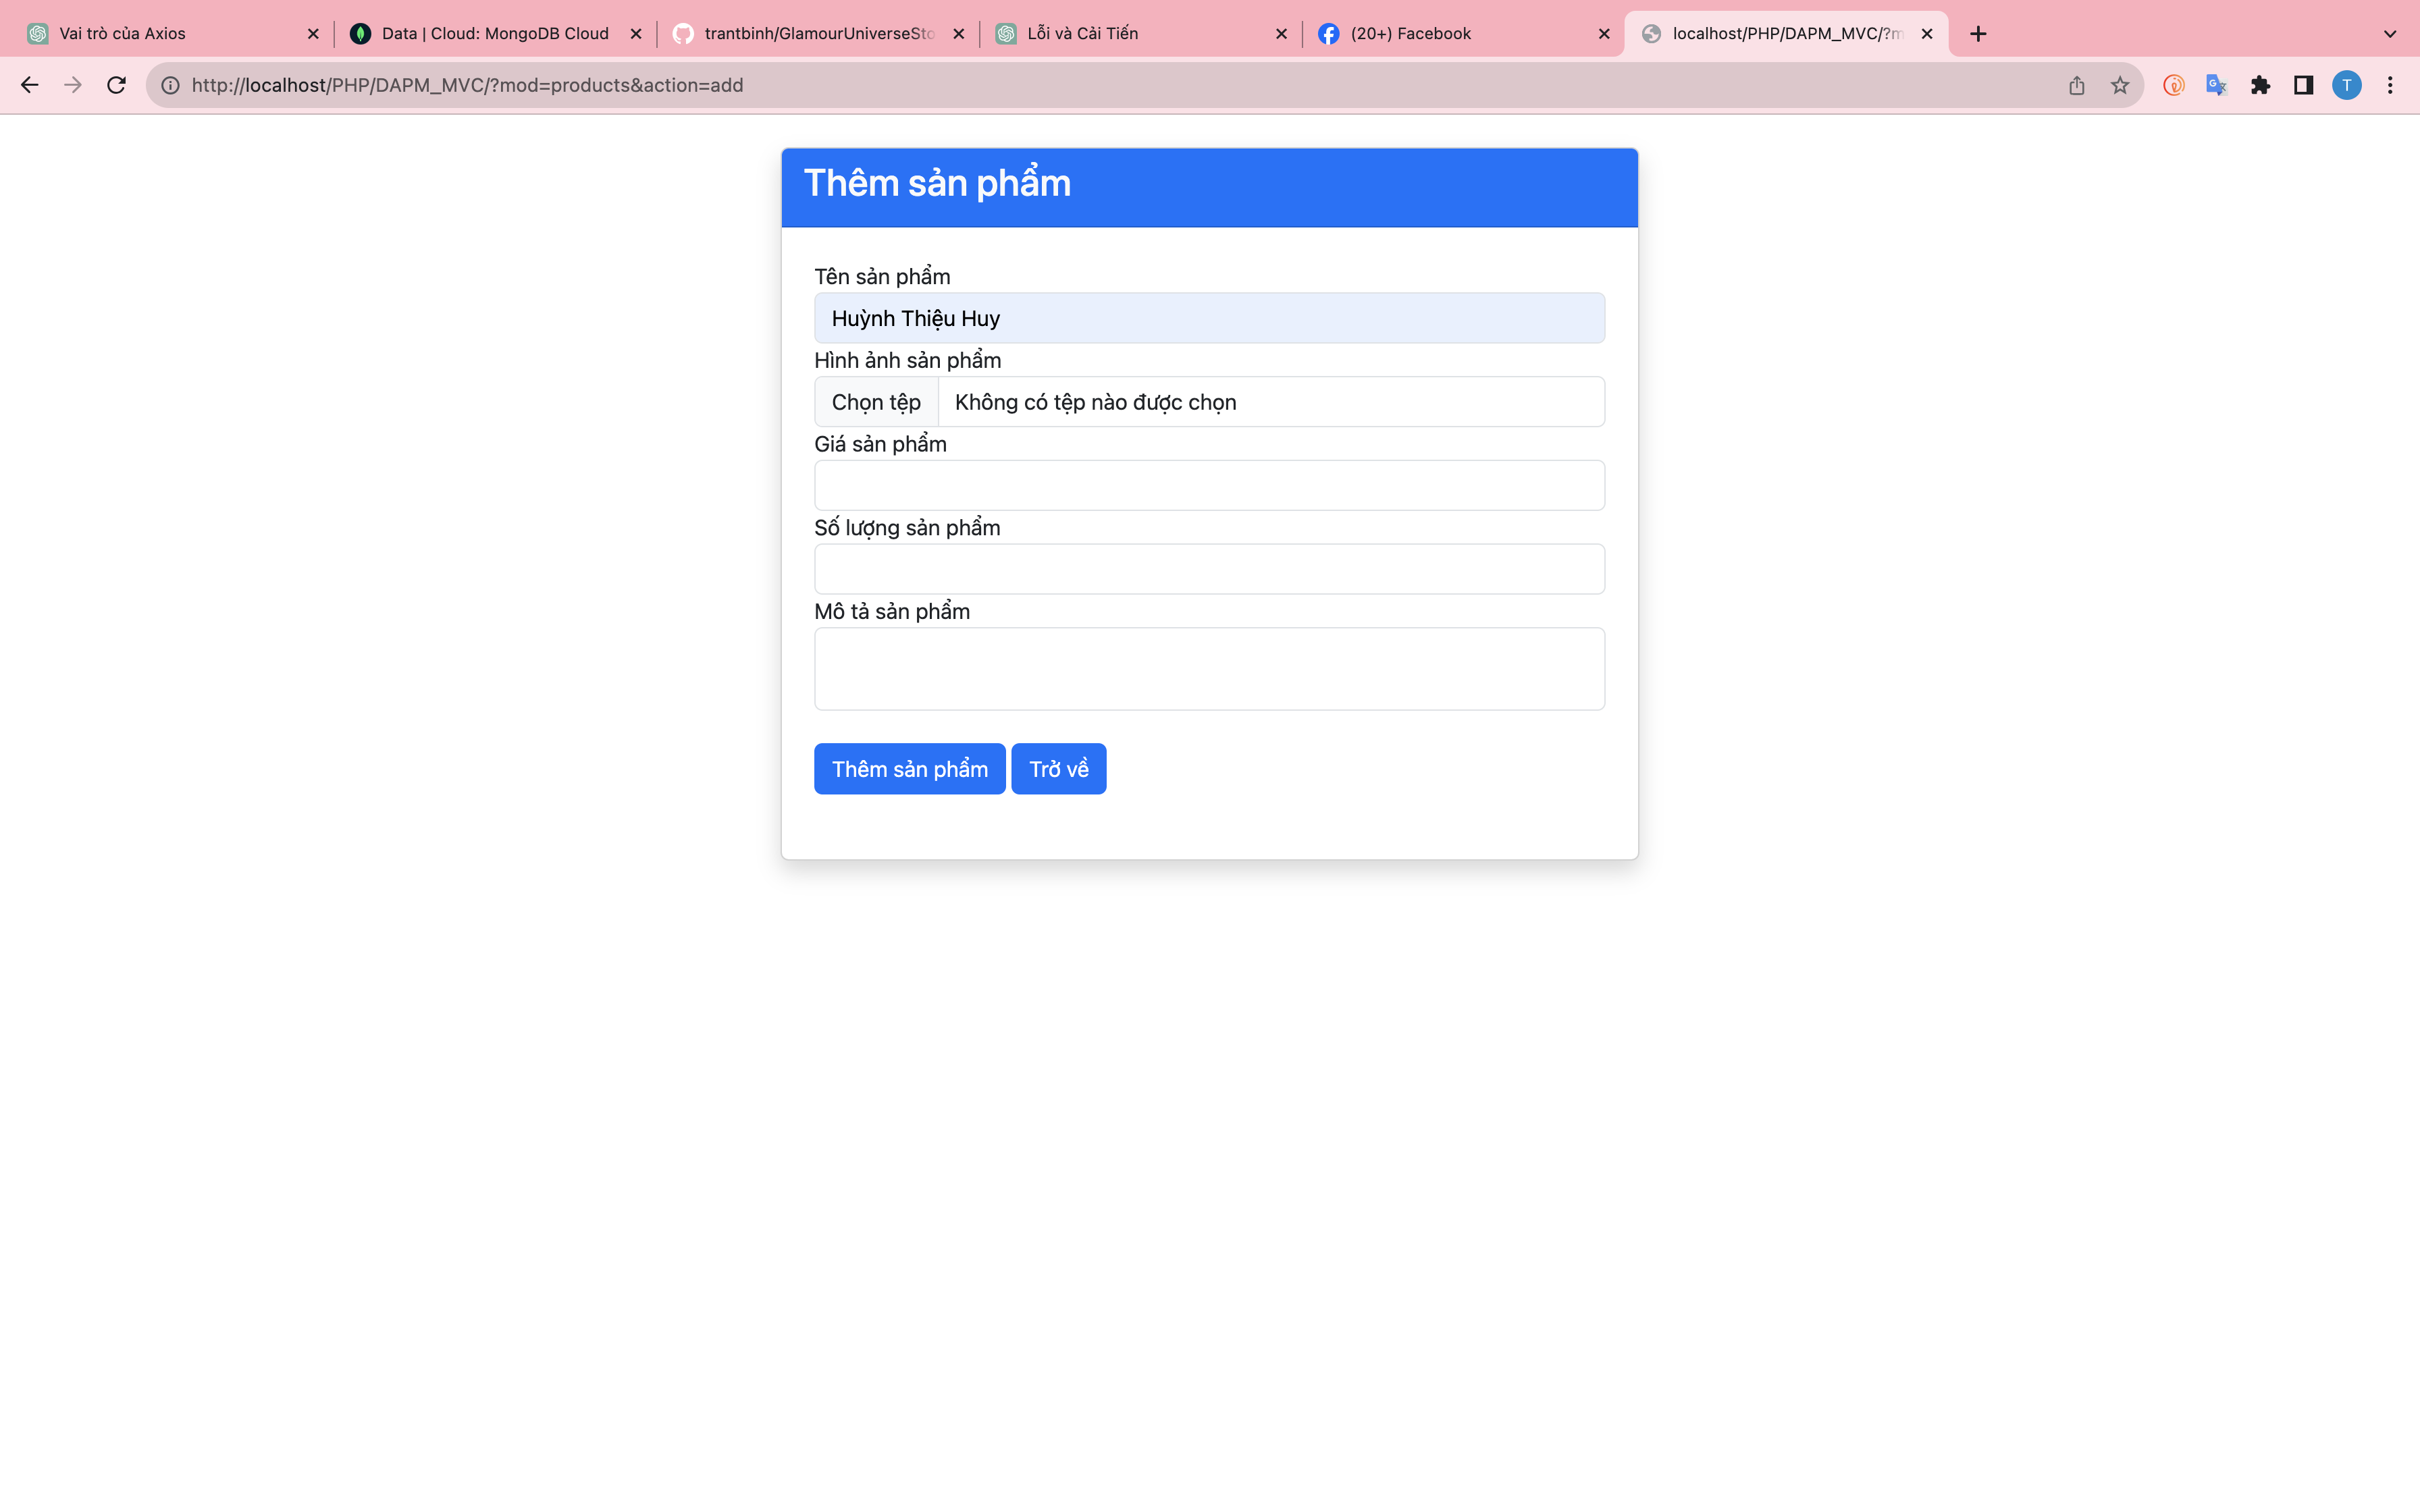 Vai trò của Axios
Data | Cloud: MongoDB Cloud
trantbinh/GlamourUniverseSto
Lỗi và Cải Tiến
(20+) Facebook
localhost/PHP/DAPM_MVC/?m
http://localhost/PHP/DAPM_MVC/?mod=products&action=add
T
Thêm sản phẩm
Tên sản phẩm
Huỳnh Thiệu Huy
Hình ảnh sản phẩm
Chọn tệp Không có tệp nào được chọn
Giá sản phẩm
Số lượng sản phẩm
Mô tả sản phẩm
Thêm sản phẩm Trở về